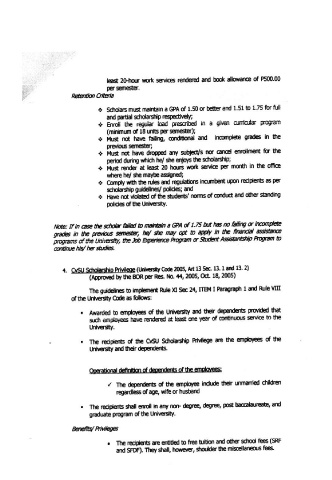 least 20-hour work services rendered and book allowance of P500.00
per semester.
Retention Criteria
❖ Scholars must maintain a GPA of 1.50 or better and 1.51 to 1.75 for full
and partial scholarship respectively;
❖ Enroll the regular load prescribed in a given curricular program
(minimum of 18 units per semester);
❖ Must not have failing, conditional and incomplete grades in the
previous semester;
❖ Must not have dropped any subject/s nor cancel enrollment for the
period during which he/ she enjoys the scholarship;
❖ Must render at least 20 hours work service per month in the office
where he/ she maybe assigned;
❖ Comply with the rules and regulations incumbent upon recipients as per
scholarship guidelines/ policies; and
❖ Have not violated of the students' norms of conduct and other standing
policies of the University.
Note: If in case the scholar failed to maintain a GPA of 1.75 but has no failing or incomplete
grades in the previous semester, he/ she may opt to apply in the financial assistance
programs of the University, the Job Experience Program or Student Assistantship Program to
continue his/ her studies.
4. CvSU Scholarship Privilege (University Code 2005, Art 13 Sec. 13. 1 and 13. 2)
(Approved by the BOR per Res. No. 44, 2005, Oct. 18, 2005)
The guidelines to implement Rule XI Sec 24, ITEM I Paragraph 1 and Rule VIII
of the University Code as follows:
• Awarded to employees of the University and their dependents provided that
such employees have rendered at least one year of continuous service to the
University.
• The recipients of the CvSU Scholarship Privilege are the employees of the
University and their dependents.
Operational definition of dependents of the employees:
✓ The dependents of the employee include their unmarried children
regardless of age, wife or husband
• The recipients shall enroll in any non- degree, degree, post baccalaureate, and
graduate program of the University.
Benefits/ Privileges
• The recipients are entitled to free tuition and other school fees (SRF
and SFDF). They shall, however, shoulder the miscellaneous fees.